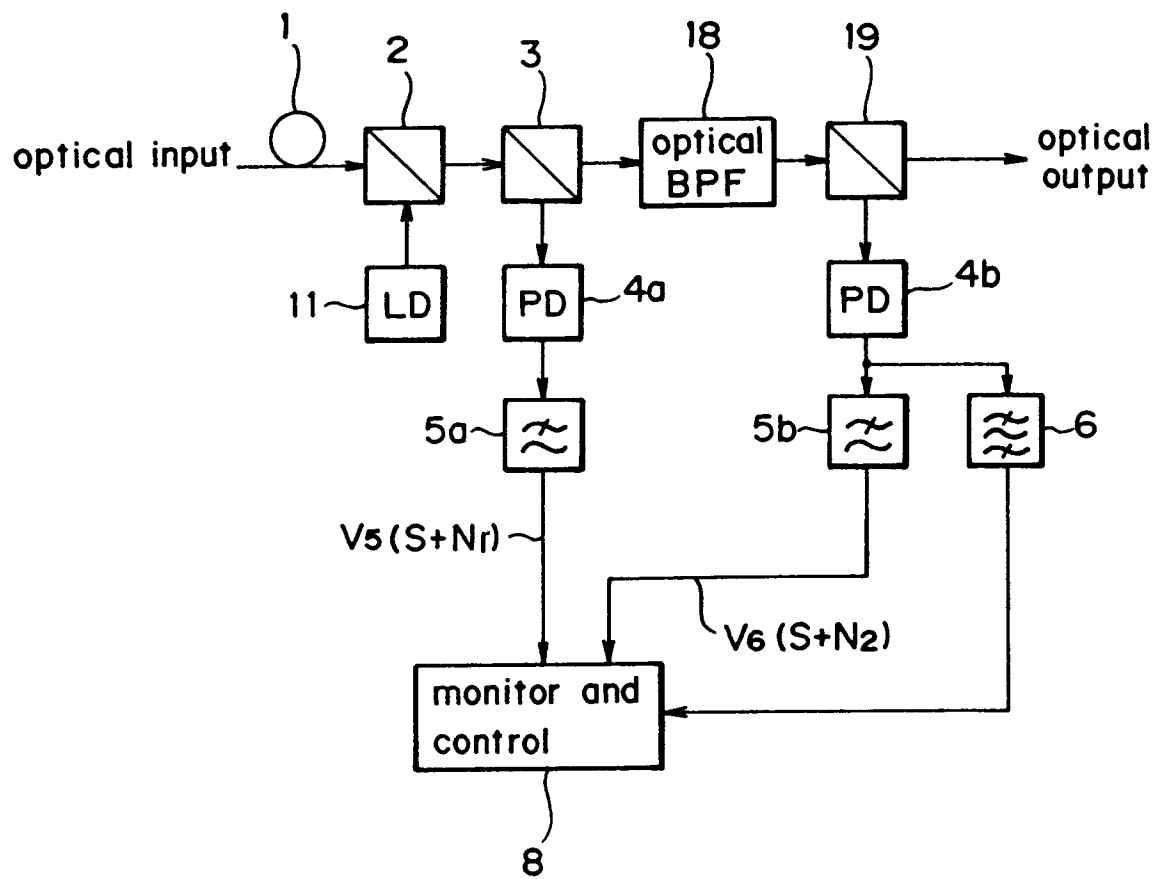 1
2
3
18
19
optical input
optical
BPF
optical
output
11
LD
PD
4a
PD
4b
5a
5b
6
V5 (S+Nr)
V6 (S+N2)
monitor and
control
8